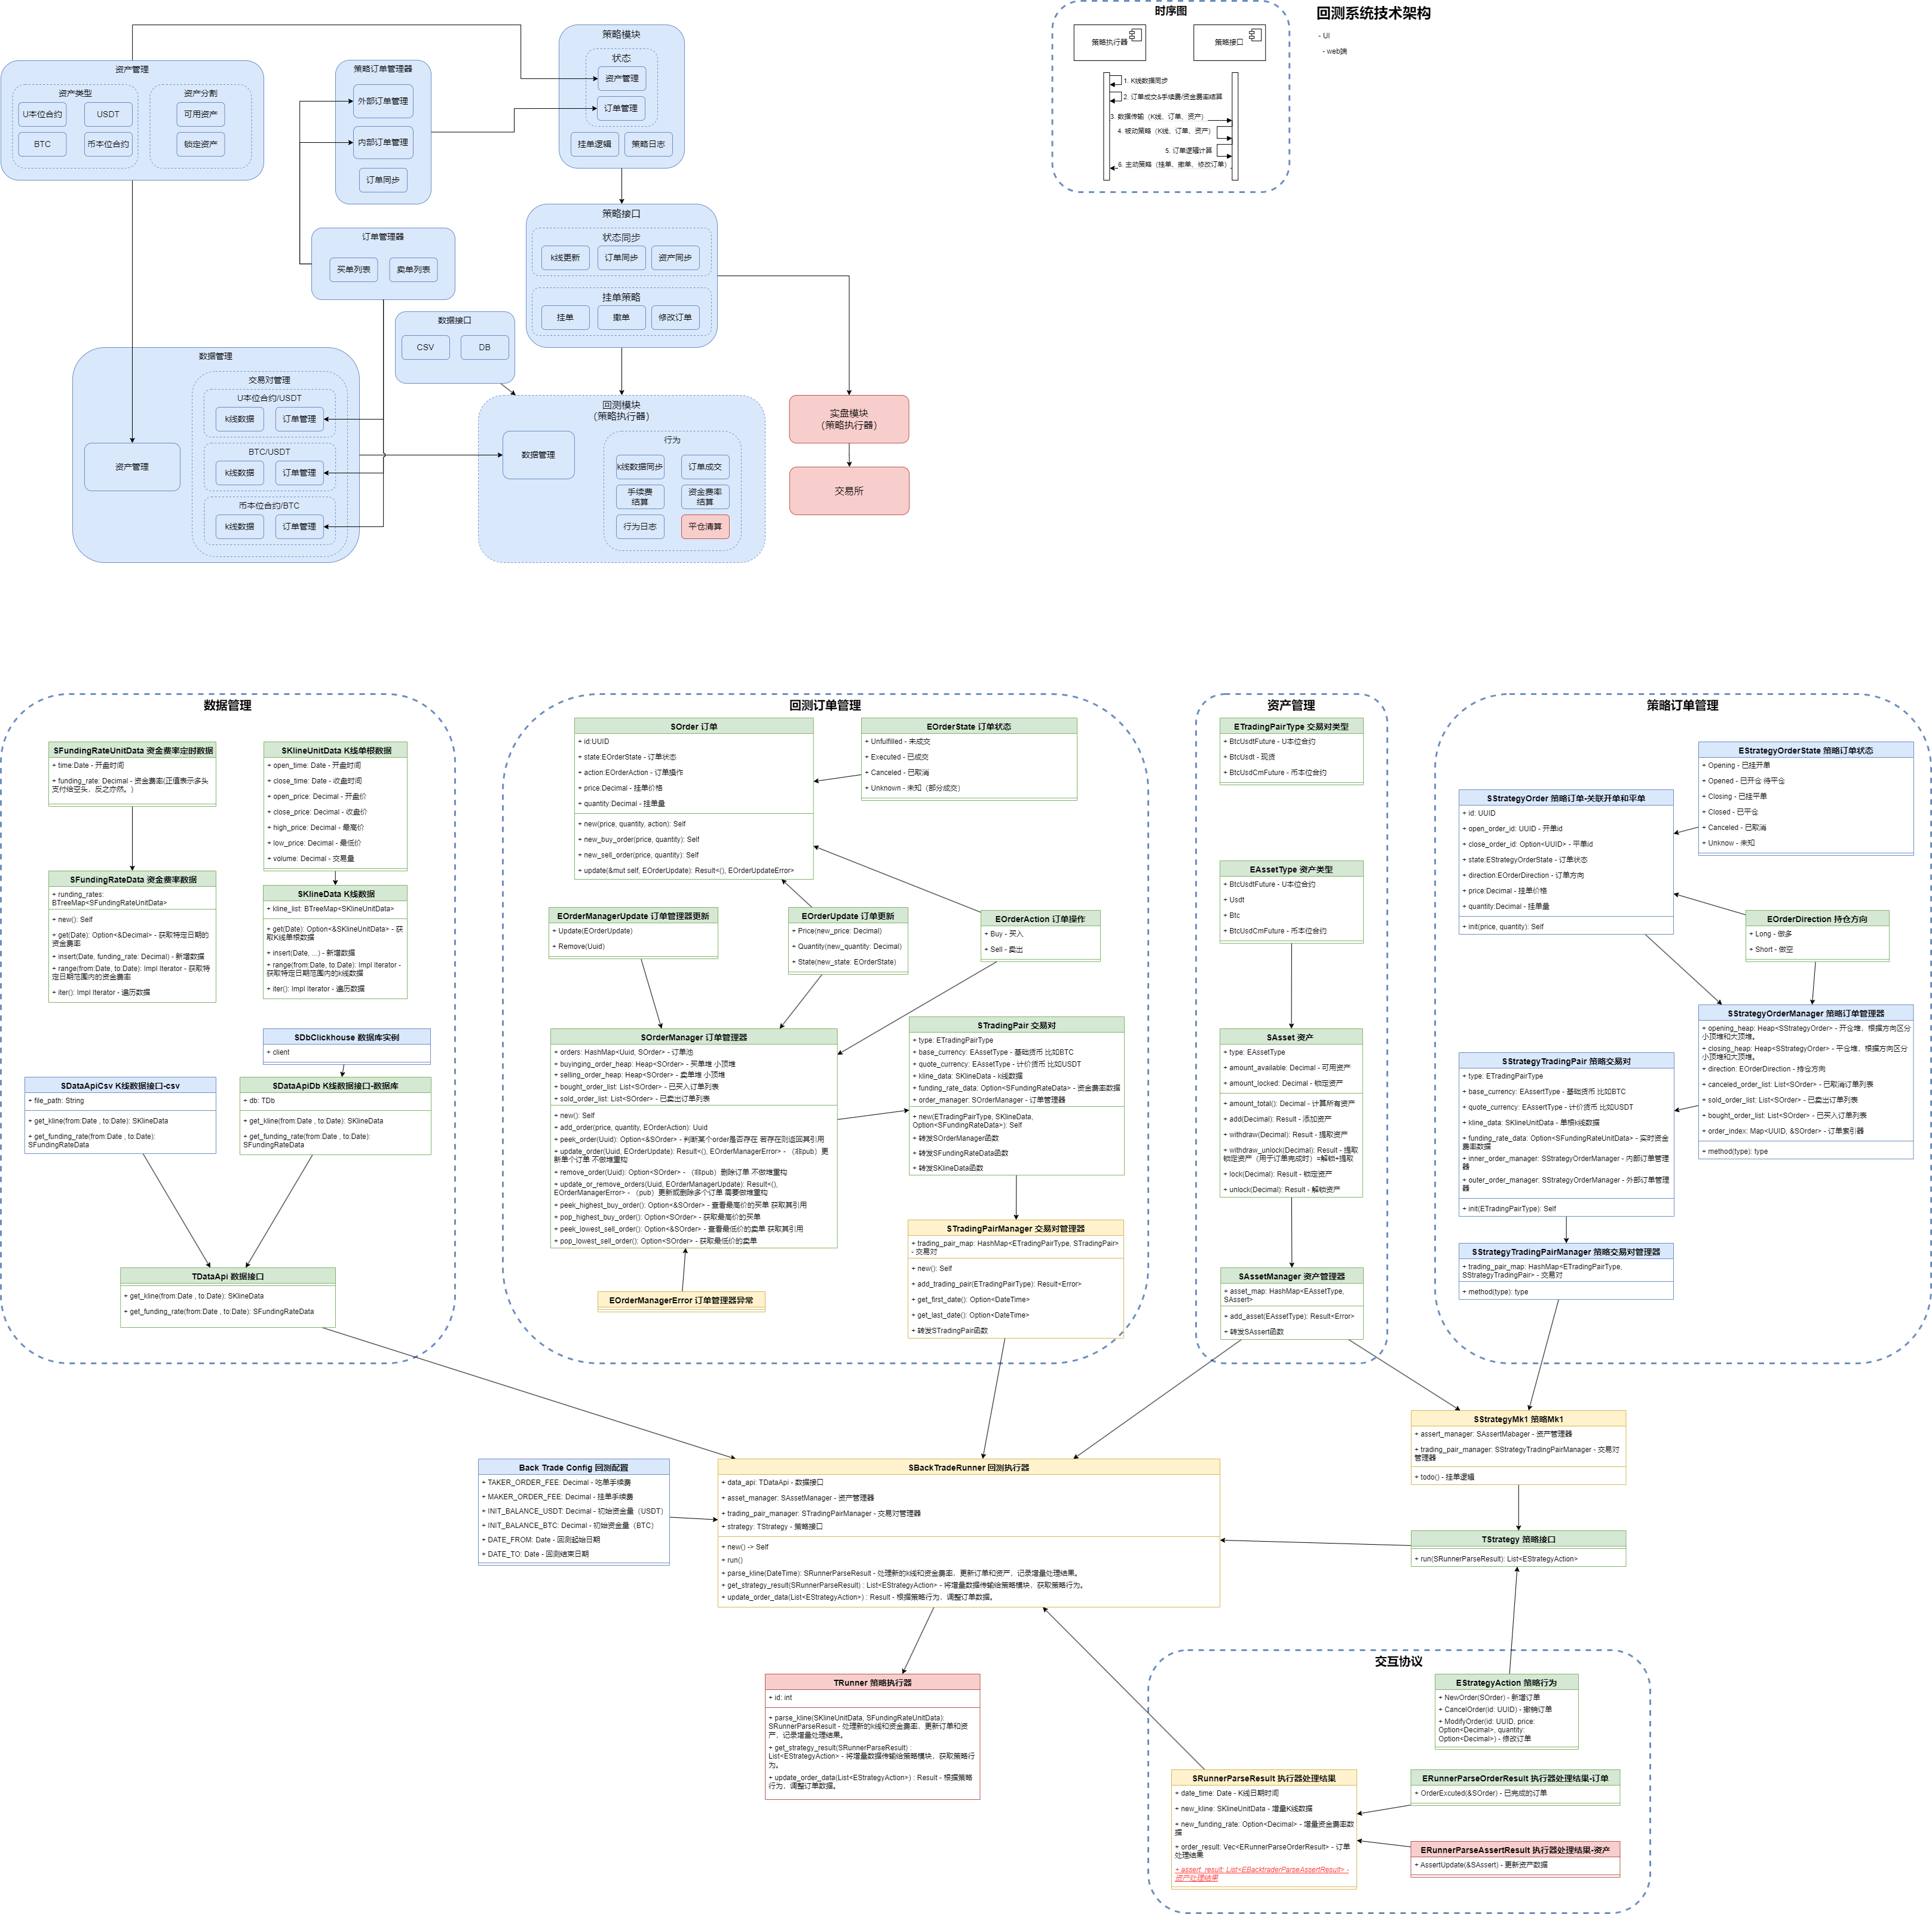 时序图
策略执行器
策略接口
1. K线数据同步
2. 订单成交&手续费/资金费率结算
3. 数据传输（K线、订单、资产）
4. 被动策略（K线、订单、资产）
5. 订单逻辑计算
6. 主动策略（挂单、撤单、修改订单）
回测系统技术架构
- UI
- web端
资产管理
资产类型
U本位合约
USDT
BTC
币本位合约
资产分割
可用资产
锁定资产
策略订单管理器
外部订单管理
内部订单管理
订单同步
策略模块
状态
资产管理
订单管理
挂单逻辑
策略日志
订单管理器
买单列表
卖单列表
策略接口
状态同步
k线更新
订单同步
资产同步
挂单策略
挂单
撤单
修改订单
数据接口
CSV
DB
数据管理
资产管理
交易对管理
U本位合约/USDT
k线数据
订单管理
BTC/USDT
k线数据
订单管理
币本位合约/BTC
k线数据
订单管理
回测模块
（策略执行器）
数据管理
行为
k线数据同步
订单成交
手续费
结算
资金费率
结算
行为日志
平仓清算
实盘模块
（策略执行器）
交易所
数据管理
SFundingRateUnitData 资金费率定时数据
+ time:Date - 开盘时间
+ funding_rate: Decimal - 资金费率(正值表示多头
支付给空头，反之亦然。)
SKlineUnitData K线单根数据
+ open_time: Date - 开盘时间
+ close_time: Date - 收盘时间
+ open_price: Decimal - 开盘价
+ close_price: Decimal - 收盘价
+ high_price: Decimal - 最高价
+ low_price: Decimal - 最低价
+ volume: Decimal - 交易量
SFundingRateData 资金费率数据
+ runding_rates:
BTreeMap<SFundingRateUnitData>
+ new(): Self
+ get(Date): Option<&Decimal> - 获取特定日期的
资金费率
+ insert(Date, funding_rate: Decimal) - 新增数据
+ range(from:Date, to:Date): Impl Iterator - 获取特
定日期范围内的资金费率
+ iter(): Impl Iterator - 遍历数据
SKlineData K线数据
+ kline_list: BTreeMap<SKlineUnitData>
+ get(Date): Option<&SKlineUnitData> - 获
取K线单根数据
+ insert(Date, ...) - 新增数据
+ range(from:Date, to:Date): Impl Iterator -
获取特定日期范围内的k线数据
+ iter(): Impl Iterator - 遍历数据
SDbClickhouse 数据库实例
+ client
SDataApiCsv K线数据接口-csv
+ file_path: String
+ get_kline(from:Date , to:Date): SKlineData
+ get_funding_rate(from:Date , to:Date):
SFundingRateData
SDataApiDb K线数据接口-数据库
+ db: TDb
+ get_kline(from:Date , to:Date): SKlineData
+ get_funding_rate(from:Date , to:Date):
SFundingRateData
TDataApi 数据接口
+ get_kline(from:Date , to:Date): SKlineData
+ get_funding_rate(from:Date , to:Date): SFundingRateData
回测订单管理
SOrder 订单
+ id:UUID
+ state:EOrderState - 订单状态
+ action:EOrderAction - 订单操作
+ price:Decimal - 挂单价格
+ quantity:Decimal - 挂单量
+ new(price, quantity, action): Self
+ new_buy_order(price, quantity): Self
+ new_sell_order(price, quantity): Self
+ update(&mut self, EOrderUpdate): Result<(), EOrderUpdateError>
EOrderState 订单状态
+ Unfulfilled - 未成交
+ Executed - 已成交
+ Canceled - 已取消
+ Unknown - 未知（部分成交）
EOrderManagerUpdate 订单管理器更新
+ Update(EOrderUpdate)
+ Remove(Uuid)
EOrderUpdate 订单更新
+ Price(new_price: Decimal)
+ Quantity(new_quantity: Decimal)
+ State(new_state: EOrderState)
EOrderAction 订单操作
+ Buy - 买入
+ Sell - 卖出
SOrderManager 订单管理器
+ orders: HashMap<Uuid, SOrder> - 订单池
+ buyinging_order_heap: Heap<SOrder> - 买单堆 小顶堆
+ selling_order_heap: Heap<SOrder> - 卖单堆 小顶堆
+ bought_order_list: List<SOrder> - 已买入订单列表
+ sold_order_list: List<SOrder> - 已卖出订单列表
+ new(): Self
+ add_order(price, quantity, EOrderAction): Uuid
+ peek_order(Uuid): Option<&SOrder> - 判断某个order是否存在 若存在则返回其引用
+ update_order(Uuid, EOrderUpdate): Result<(), EOrderManagerError> - （非pub）更
新单个订单 不做堆重构
+ remove_order(Uuid): Option<SOrder> - （非pub）删除订单 不做堆重构
+ update_or_remove_orders(Uuid, EOrderManagerUpdate): Result<(),
EOrderManagerError> - （pub）更新或删除多个订单 需要做堆重构
+ peek_highest_buy_order(): Option<&SOrder> - 查看最高价的买单 获取其引用
+ pop_highest_buy_order(): Option<SOrder> - 获取最高价的买单
+ peek_lowest_sell_order(): Option<&SOrder> - 查看最低价的卖单 获取其引用
+ pop_lowest_sell_order(): Option<SOrder> - 获取最低价的卖单
EOrderManagerError 订单管理器异常
STradingPair 交易对
+ type: ETradingPairType
+ base_currency: EAssetType - 基础货币 比如BTC
+ quote_currency: EAssetType - 计价货币 比如USDT
+ kline_data: SKlineData - k线数据
+ funding_rate_data: Option<SFundingRateData> - 资金费率数据
+ order_manager: SOrderManager - 订单管理器
+ new(ETradingPairType, SKlineData,
Option<SFundingRateData>): Self
+ 转发SOrderManager函数
+ 转发SFundingRateData函数
+ 转发SKlineData函数
STradingPairManager 交易对管理器
+ trading_pair_map: HashMap<ETradingPairType, STradingPair>
- 交易对
+ new(): Self
+ add_trading_pair(ETradingPairType): Result<Error>
+ get_first_date(): Option<DateTime>
+ get_last_date(): Option<DateTime>
+ 转发STradingPair函数
资产管理
ETradingPairType 交易对类型
+ BtcUsdtFuture - U本位合约
+ BtcUsdt - 现货
+ BtcUsdCmFuture - 币本位合约
EAssetType 资产类型
+ BtcUsdtFuture - U本位合约
+ Usdt
+ Btc
+ BtcUsdCmFuture - 币本位合约
SAsset 资产
+ type: EAssetType
+ amount_available: Decimal - 可用资产
+ amount_locked: Decimal - 锁定资产
+ amount_total(): Decimal - 计算所有资产
+ add(Decimal): Result - 添加资产
+ withdraw(Decimal): Result - 提取资产
+ withdraw_unlock(Decimal): Result - 提取
锁定资产（用于订单完成时）=解锁+提取
+ lock(Decimal): Result - 锁定资产
+ unlock(Decimal): Result - 解锁资产
SAssetManager 资产管理器
+ asset_map: HashMap<EAssetType,
SAssert>
+ add_asset(EAssetType): Result<Error>
+ 转发SAssert函数
策略订单管理
EStrategyOrderState 策略订单状态
+ Opening - 已挂开单
+ Opened - 已开仓 待平仓
+ Closing - 已挂平单
+ Closed - 已平仓
+ Canceled - 已取消
+ Unknow - 未知
SStrategyOrder 策略订单-关联开单和平单
+ id: UUID
+ open_order_id: UUID - 开单id
+ close_order_id: Option<UUID> - 平单id
+ state:EStrategyOrderState - 订单状态
+ direction:EOrderDirection - 订单方向
+ price:Decimal - 挂单价格
+ quantity:Decimal - 挂单量
+ init(price, quantity): Self
EOrderDirection 持仓方向
+ Long - 做多
+ Short - 做空
SStrategyOrderManager 策略订单管理器
+ opening_heap: Heap<SStrategyOrder> - 开仓堆，根据方向区分
小顶堆和大顶堆。
+ closing_heap: Heap<SStrategyOrder> - 平仓堆，根据方向区分
小顶堆和大顶堆。
+ direction: EOrderDirection - 持仓方向
+ canceled_order_list: List<SOrder> - 已取消订单列表
+ sold_order_list: List<SOrder> - 已卖出订单列表
+ bought_order_list: List<SOrder> - 已买入订单列表
+ order_index: Map<UUID, &SOrder> - 订单索引器
+ method(type): type
SStrategyTradingPair 策略交易对
+ type: ETradingPairType
+ base_currency: EAssertType - 基础货币 比如BTC
+ quote_currency: EAssertType - 计价货币 比如USDT
+ kline_data: SKlineUnitData - 单根k线数据
+ funding_rate_data: Option<SFundingRateUnitData> - 实时资金
费率数据
+ inner_order_manager: SStrategyOrderManager - 内部订单管理
器
+ outer_order_manager: SStrategyOrderManager - 外部订单管理
器
+ init(ETradingPairType): Self
SStrategyTradingPairManager 策略交易对管理器
+ trading_pair_map: HashMap<ETradingPairType,
SStrategyTradingPair> - 交易对
+ method(type): type
SStrategyMk1 策略Mk1
+ assert_manager: SAssertMabager - 资产管理器
+ trading_pair_manager: SStrategyTradingPairManager - 交易对
管理器
+ todo() - 挂单逻辑
Back Trade Config 回测配置
+ TAKER_ORDER_FEE: Decimal - 吃单手续费
+ MAKER_ORDER_FEE: Decimal - 挂单手续费
+ INIT_BALANCE_USDT: Decimal - 初始资金量（USDT）
+ INIT_BALANCE_BTC: Decimal - 初始资金量（BTC）
+ DATE_FROM: Date - 回测起始日期
+ DATE_TO: Date - 回测结束日期
SBackTradeRunner 回测执行器
+ data_api: TDataApi - 数据接口
+ asset_manager: SAssetManager - 资产管理器
+ trading_pair_manager: STradingPairManager - 交易对管理器
+ strategy: TStrategy - 策略接口
+ new() -> Self
+ run()
+ parse_kline(DateTime): SRunnerParseResult - 处理新的k线和资金费率，更新订单和资产，记录增量处理结果。
+ get_strategy_result(SRunnerParseResult) : List<EStrategyAction> - 将增量数据传输给策略模块，获取策略行为。
+ update_order_data(List<EStrategyAction>) : Result - 根据策略行为，调整订单数据。
TStrategy 策略接口
+ run(SRunnerParseResult): List<EStrategyAction>
TRunner 策略执行器
+ id: int
+ parse_kline(SKlineUnitData, SFundingRateUnitData):
SRunnerParseResult - 处理新的k线和资金费率，更新订单和资
产，记录增量处理结果。
+ get_strategy_result(SRunnerParseResult) :
List<EStrategyAction> - 将增量数据传输给策略模块，获取策略行
为。
+ update_order_data(List<EStrategyAction>) : Result - 根据策略
行为，调整订单数据。
交互协议
EStrategyAction 策略行为
+ NewOrder(SOrder) - 新增订单
+ CancelOrder(id: UUID) - 撤销订单
+ ModifyOrder(id: UUID, price:
Option<Decimal>, quantity:
Option<Decimal>) - 修改订单
SRunnerParseResult 执行器处理结果
+ date_time: Date - K线日期时间
+ new_kline: SKlineUnitData - 增量K线数据
+ new_funding_rate: Option<Decimal> - 增量资金费率数
据
+ order_result: Vec<ERunnerParseOrderResult> - 订单
处理结果
+ assert_result: List<EBacktraderParseAssertResult> -
资产处理结果
ERunnerParseOrderResult 执行器处理结果-订单
+ OrderExcuted(&SOrder) - 已完成的订单
ERunnerParseAssertResult 执行器处理结果-资产
+ AssertUpdate(&SAssert) - 更新资产数据